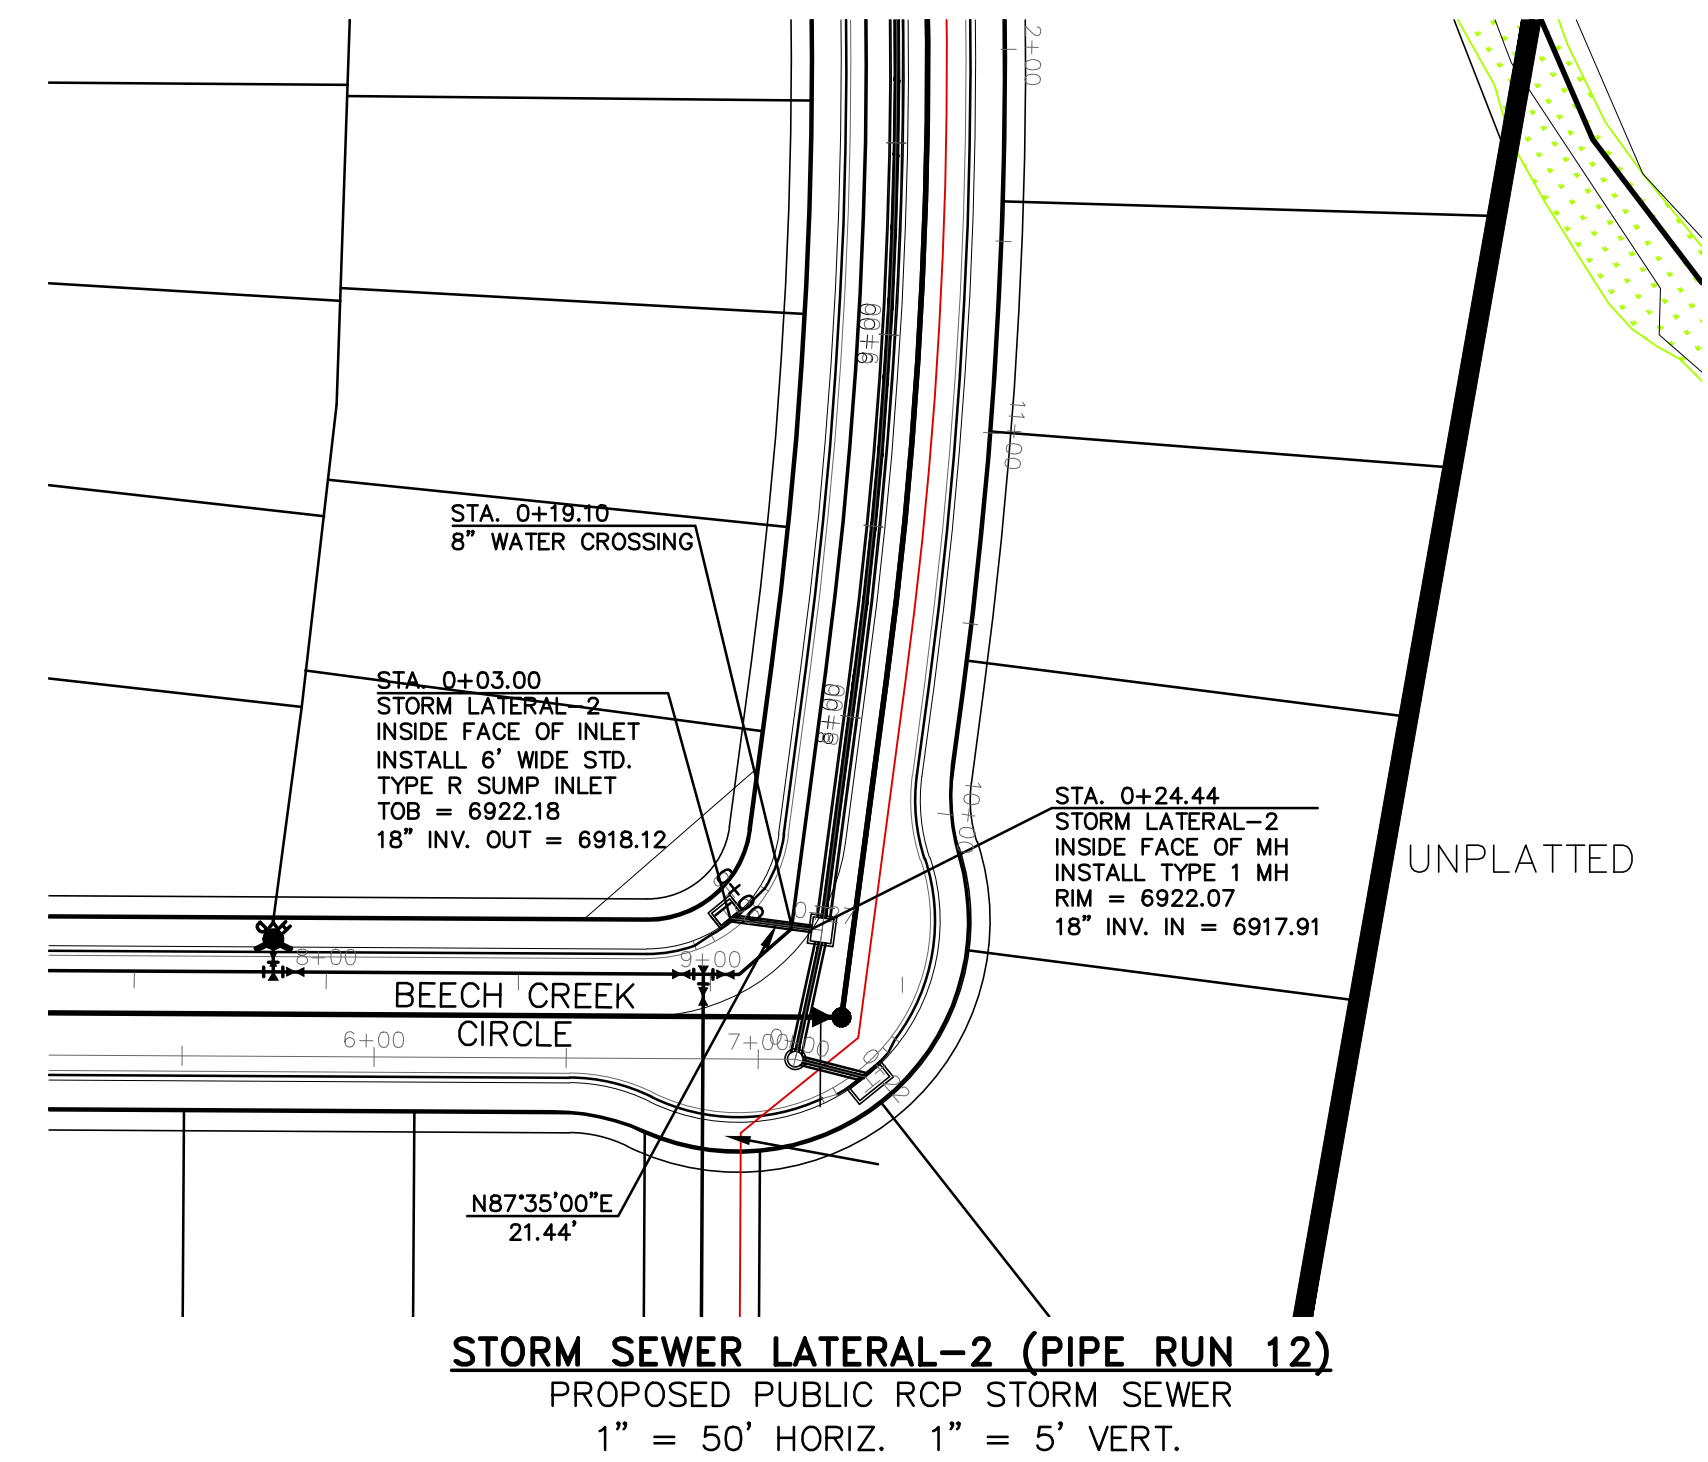 2+00
11+00
9+00
STA. 0+19.10
8" WATER CROSSING
STA. 0+03.00
STORM LATERAL-2
INSIDE FACE OF INLET
INSTALL 6' WIDE STD.
TYPE R SUMP INLET
TOB = 6922.18
18" INV. OUT = 6918.12
8+00
10+00
STA. 0+24.44
STORM LATERAL-2
INSIDE FACE OF MH
INSTALL TYPE 1 MH
RIM = 6922.07
18" INV. IN = 6917.91
UNPLATTED
0+00
8+00
9+00
BEECH CREEK
CIRCLE
6+00
7+00
N87°35'00"E
21.44'
STORM SEWER LATERAL-2 (PIPE RUN 12)
PROPOSED PUBLIC RCP STORM SEWER
1" = 50' HORIZ. 1" = 5' VERT.